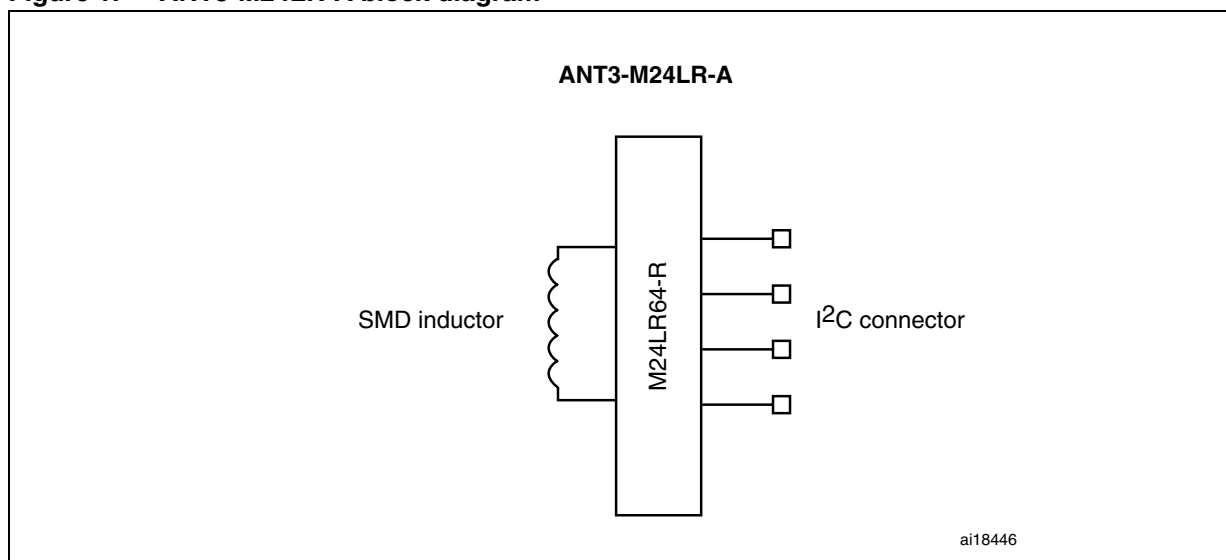 ANT3-M24LR-A
M24LR64-R
SMD inductor
I2C connector
ai18446